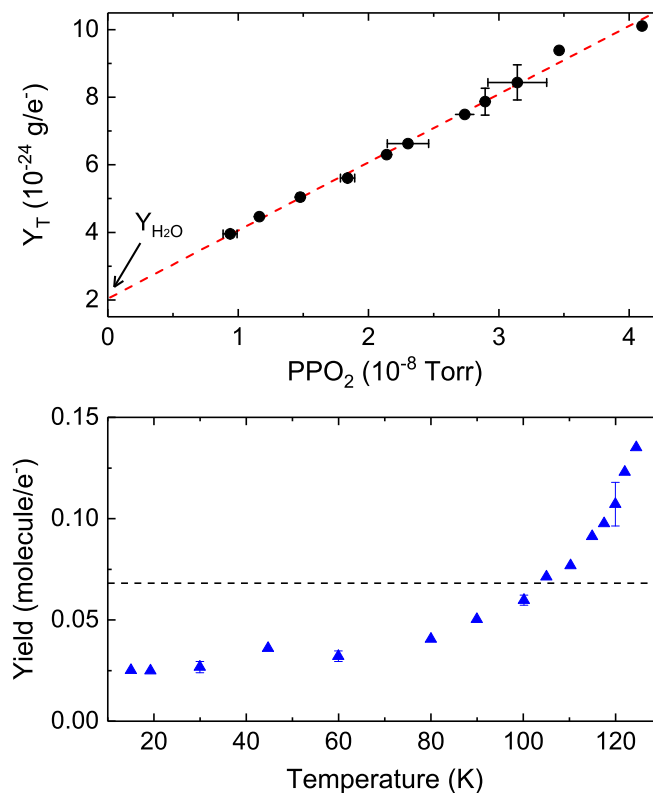 10
8
6
4
2
Y_T (10^-24 g/e^-)
Y_H2O
0 1 2 3 4
PPO_2 (10^-8 Torr)
0.15
0.10
0.05
0.00
Yield (molecule/e^-)
20 40 60 80 100 120
Temperature (K)